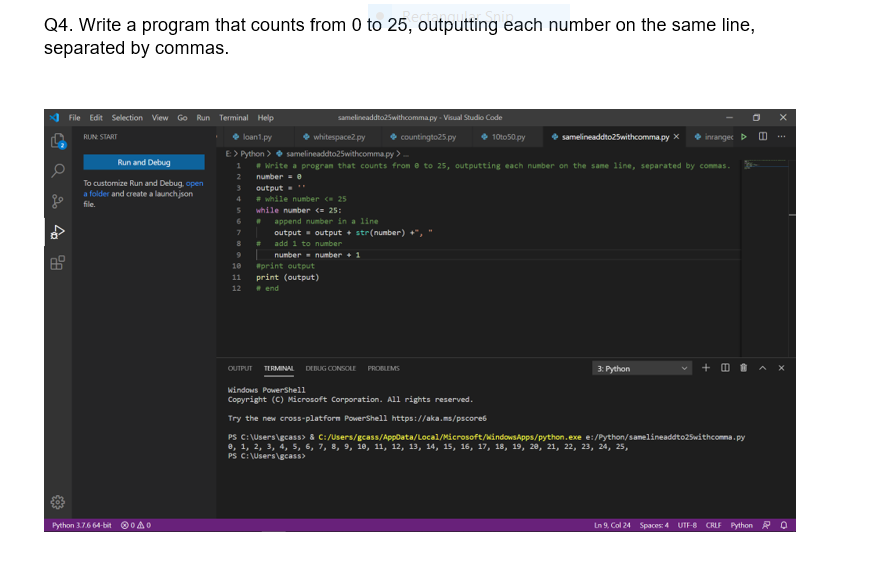 Rectangular Snip
Q4. Write a program that counts from 0 to 25, outputting each number on the same line,
separated by commas.
File Edit Selection View Go Run Terminal Help samelineaddto25withcomma.py - Visual Studio Code
RUN: START
loan1.py whitespace2.py countingto25.py 10to50.py samelineaddto25withcomma.py inranged
E: > Python > samelineaddto25withcomma.py > ...
Run and Debug
To customize Run and Debug, open
a folder and create a launch.json
file.
1 # Write a program that counts from 0 to 25, outputting each number on the same line, separated by commas.
2 number = 0
3 output = ''
4 # while number <= 25
5 while number <= 25:
6 # append number in a line
7 output = output + str(number) +", "
8 # add 1 to number
9 number = number + 1
10 #print output
11 print (output)
12 # end
OUTPUT TERMINAL DEBUG CONSOLE PROBLEMS 3: Python
Windows PowerShell
Copyright (C) Microsoft Corporation. All rights reserved.
Try the new cross-platform PowerShell https://aka.ms/pscore6
PS C:\Users\gcass> & C:/Users/gcass/AppData/Local/Microsoft/WindowsApps/python.exe e:/Python/samelineaddto25withcomma.py
0, 1, 2, 3, 4, 5, 6, 7, 8, 9, 10, 11, 12, 13, 14, 15, 16, 17, 18, 19, 20, 21, 22, 23, 24, 25,
PS C:\Users\gcass>
Python 3.7.6 64-bit 0 0 Ln 9, Col 24 Spaces: 4 UTF-8 CRLF Python